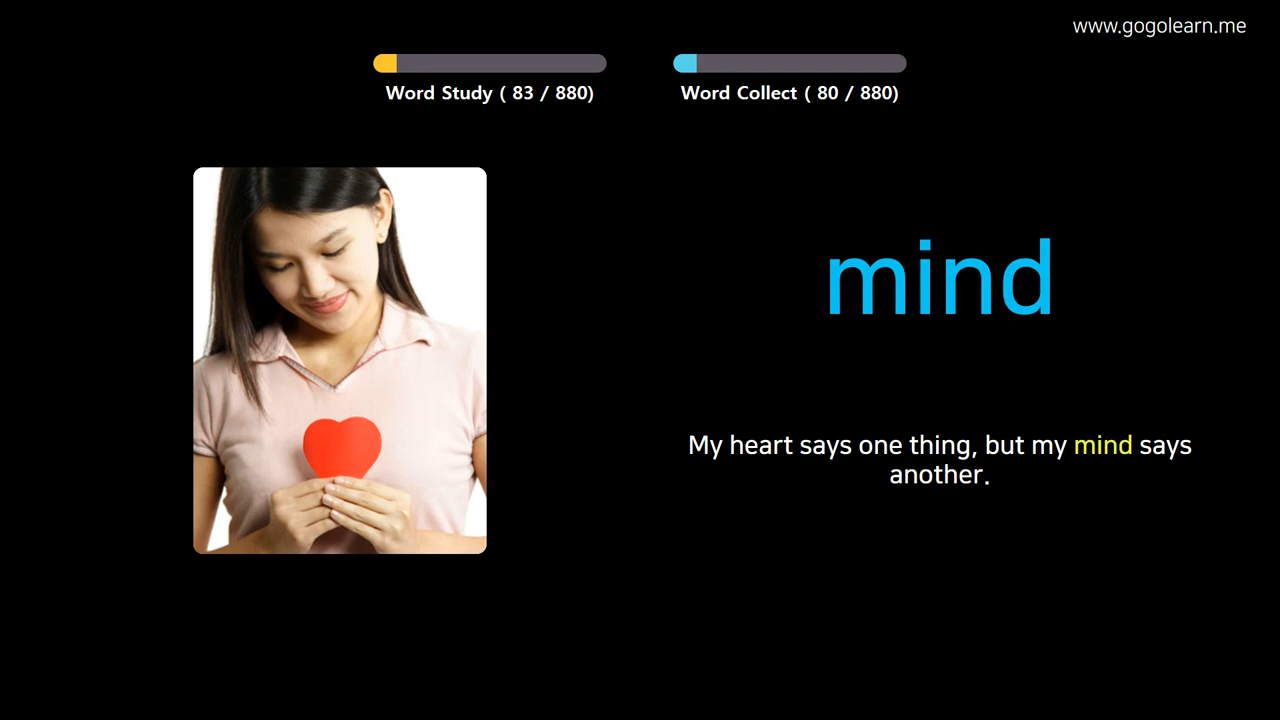 www.gogolearn.me
Word Study ( 83 / 880)
Word Collect ( 80 / 880)
mind
My heart says one thing, but my mind says
another.